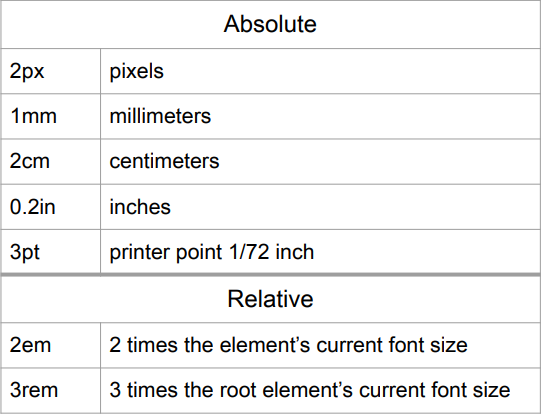 Absolute
2px pixels
1mm millimeters
2cm centimeters
0.2in inches
3pt printer point 1/72 inch
Relative
2em 2 times the element’s current font size
3rem 3 times the root element’s current font size